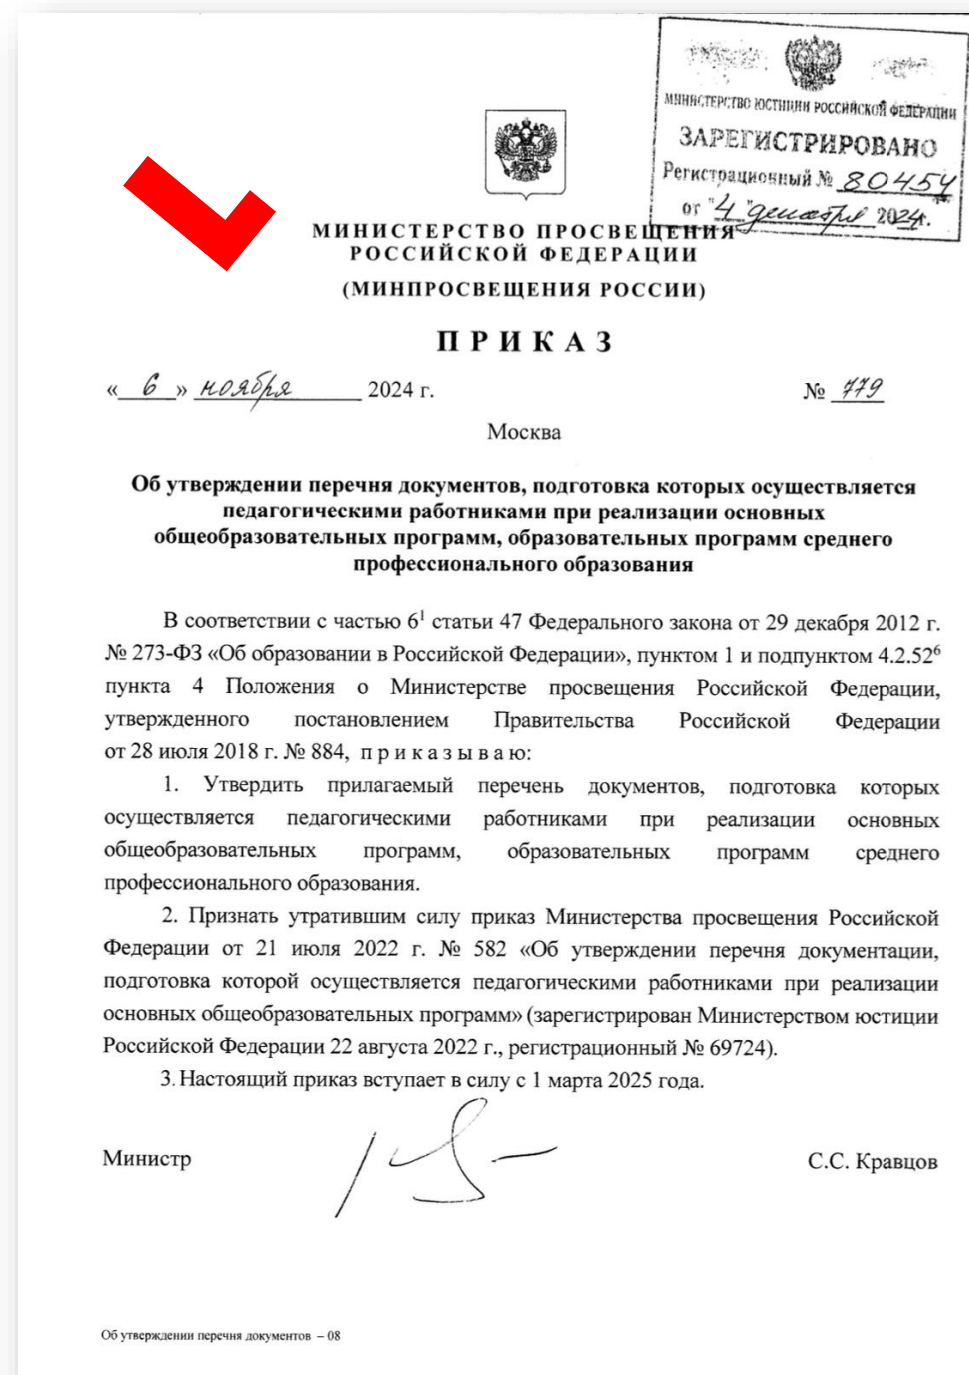 МИНИСТЕРСТВО ЮСТИЦИИ РОССИЙСКОЙ ФЕДЕРАЦИИ
ЗАРЕГИСТРИРОВАНО
Регистрационный № 80454
от "4" декабря 2024г.
МИНИСТЕРСТВО ПРОСВЕЩЕНИЯ
РОССИЙСКОЙ ФЕДЕРАЦИИ
(МИНПРОСВЕЩЕНИЯ РОССИИ)
ПРИКАЗ
«6» ноября 2024 г.
№ 779
Москва
Об утверждении перечня документов, подготовка которых осуществляется
педагогическими работниками при реализации основных
общеобразовательных программ, образовательных программ среднего
профессионального образования
В соответствии с частью 6¹ статьи 47 Федерального закона от 29 декабря 2012 г.
№ 273-ФЗ «Об образовании в Российской Федерации», пунктом 1 и подпунктом 4.2.52⁶
пункта 4 Положения о Министерстве просвещения Российской Федерации,
утвержденного постановлением Правительства Российской Федерации
от 28 июля 2018 г. № 884, п р и к а з ы в а ю:
1. Утвердить прилагаемый перечень документов, подготовка которых
осуществляется педагогическими работниками при реализации основных
общеобразовательных программ, образовательных программ среднего
профессионального образования.
2. Признать утратившим силу приказ Министерства просвещения Российской
Федерации от 21 июля 2022 г. № 582 «Об утверждении перечня документации,
подготовка которой осуществляется педагогическими работниками при реализации
основных общеобразовательных программ» (зарегистрирован Министерством юстиции
Российской Федерации 22 августа 2022 г., регистрационный № 69724).
3. Настоящий приказ вступает в силу с 1 марта 2025 года.
Министр
С.С. Кравцов
Об утверждении перечня документов – 08